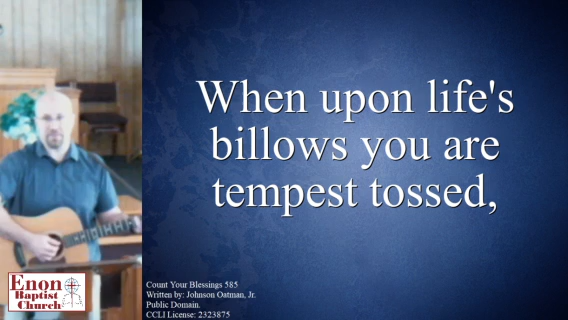 When upon life's
billows you are
tempest tossed,
Enon
Baptist
Church
Count Your Blessings 585
Written by: Johnson Oatman, Jr.
Public Domain.
CCLI License: 2323875